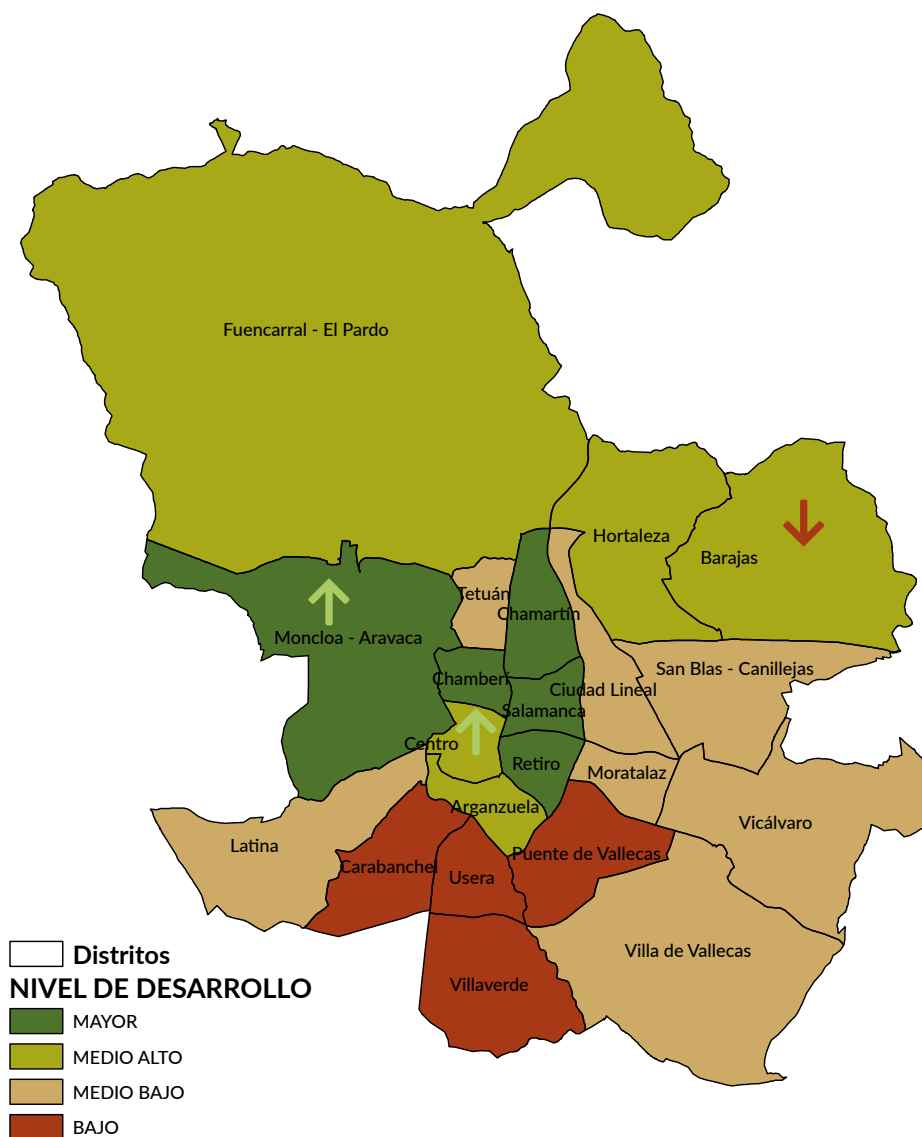 Fuencarral - El Pardo
Hortaleza
Barajas
Tetuán
Chamartín
Moncloa - Aravaca
San Blas - Canillejas
Chamberí
Ciudad Lineal
Salamanca
Centro
Retiro
Moratalaz
Arganzuela
Vicálvaro
Latina
Puente de Vallecas
Carabanchel
Usera
Villa de Vallecas
Villaverde
Distritos
NIVEL DE DESARROLLO
MAYOR
MEDIO ALTO
MEDIO BAJO
BAJO